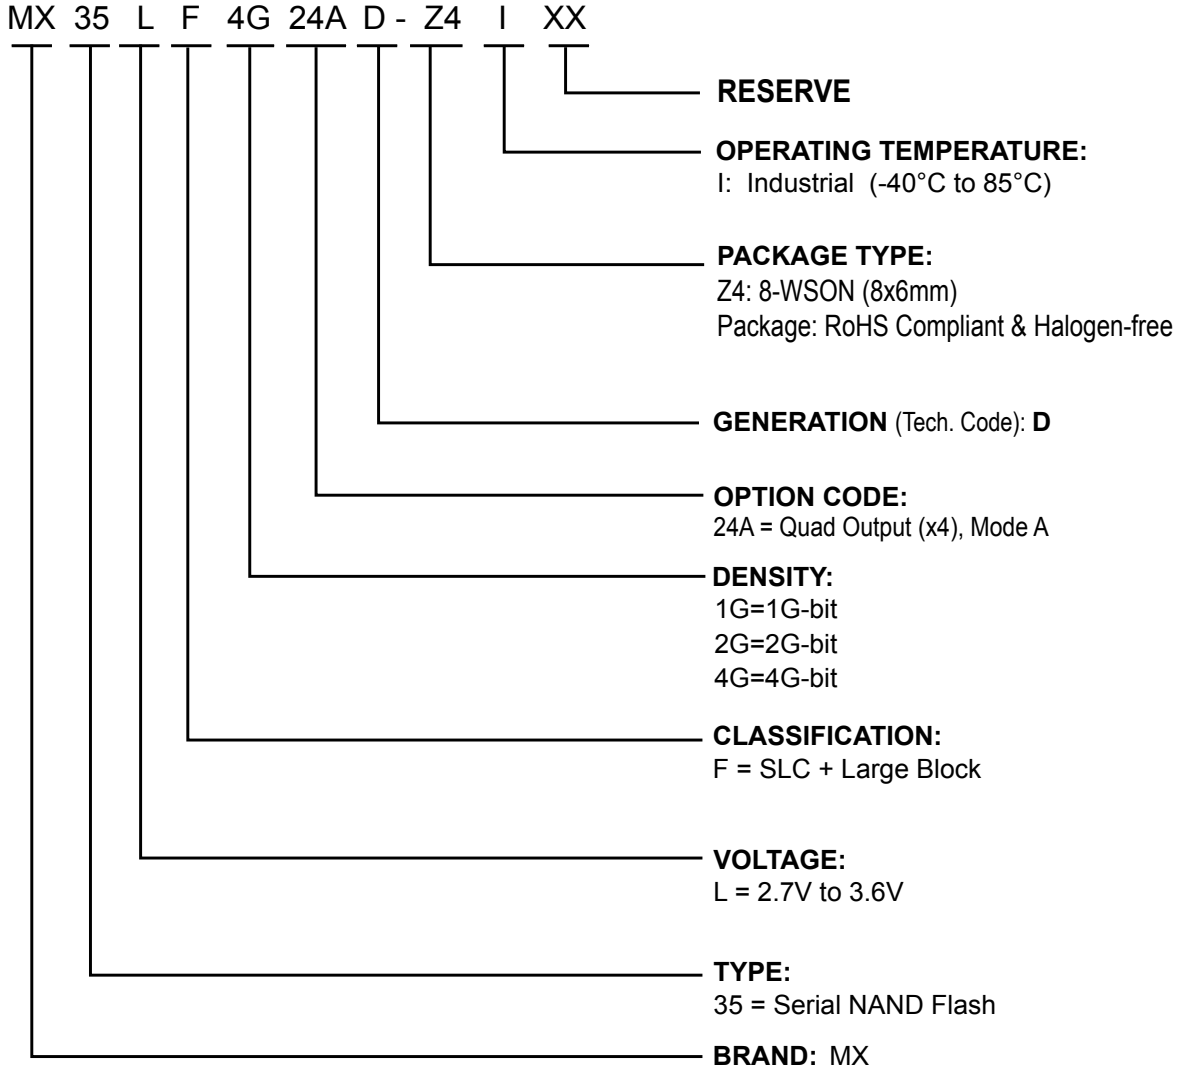 MX 35 L F 4G 24A D - Z4 I XX
RESERVE
OPERATING TEMPERATURE:
I: Industrial (-40°C to 85°C)
PACKAGE TYPE:
Z4: 8-WSON (8x6mm)
Package: RoHS Compliant & Halogen-free
GENERATION (Tech. Code): D
OPTION CODE:
24A = Quad Output (x4), Mode A
DENSITY:
1G=1G-bit
2G=2G-bit
4G=4G-bit
CLASSIFICATION:
F = SLC + Large Block
VOLTAGE:
L = 2.7V to 3.6V
TYPE:
35 = Serial NAND Flash
BRAND: MX